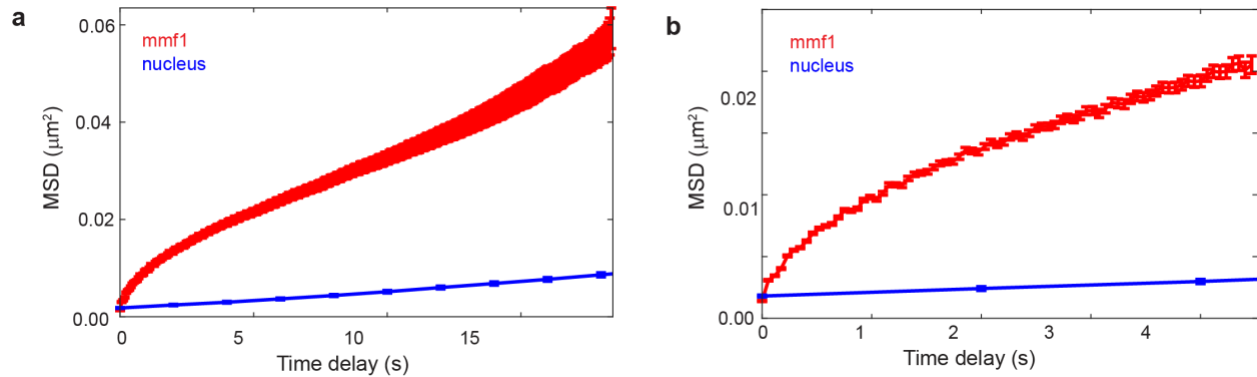 a
0.06
0.04
0.02
0.00
MSD (μm²)
mmf1
nucleus
0
5
10
15
Time delay (s)
b
0.02
0.01
0.00
MSD (μm²)
mmf1
nucleus
0
1
2
3
4
Time delay (s)